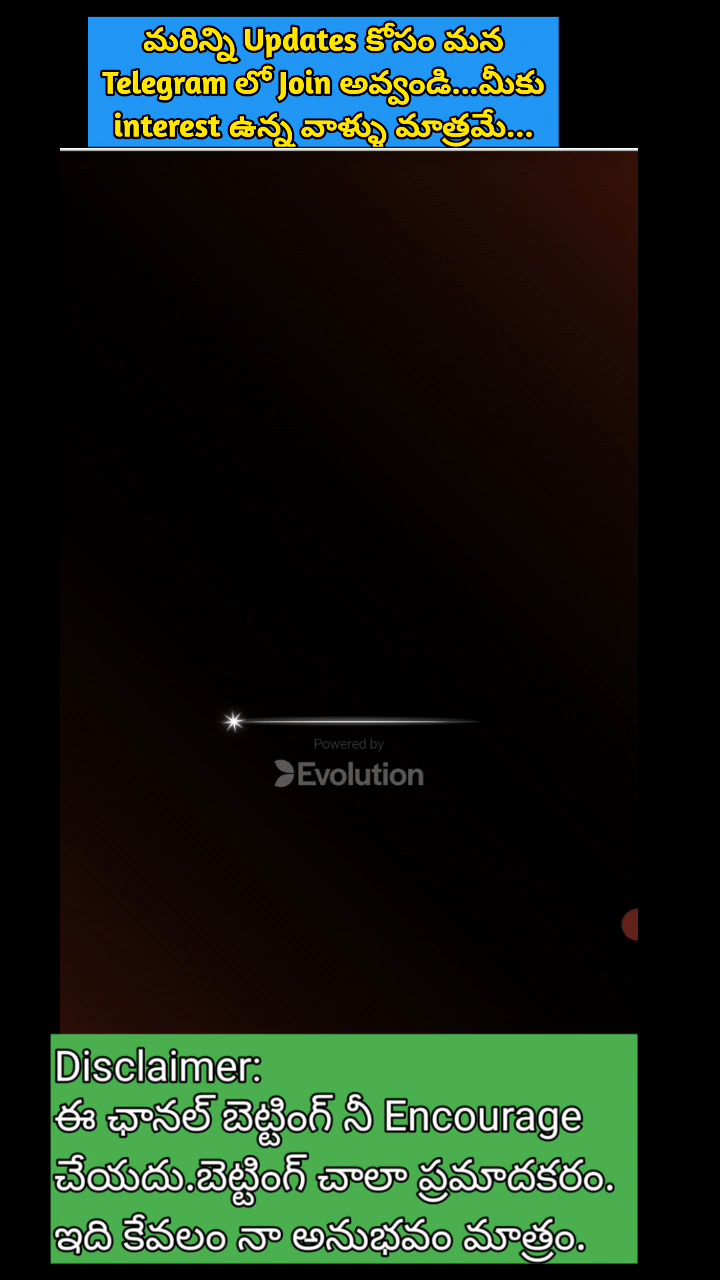 మరిన్ని Updates కోసం మన
Telegram లో Join అవ్వండి...మీకు
interest ఉన్న వాళ్ళు మాత్రమే...
Powered by
Evolution
Disclaimer:
ఈ ఛానల్ బెట్టింగ్ నీ Encourage
చేయదు.బెట్టింగ్ చాలా ప్రమాదకరం.
ఇది కేవలం నా అనుభవం మాత్రం.